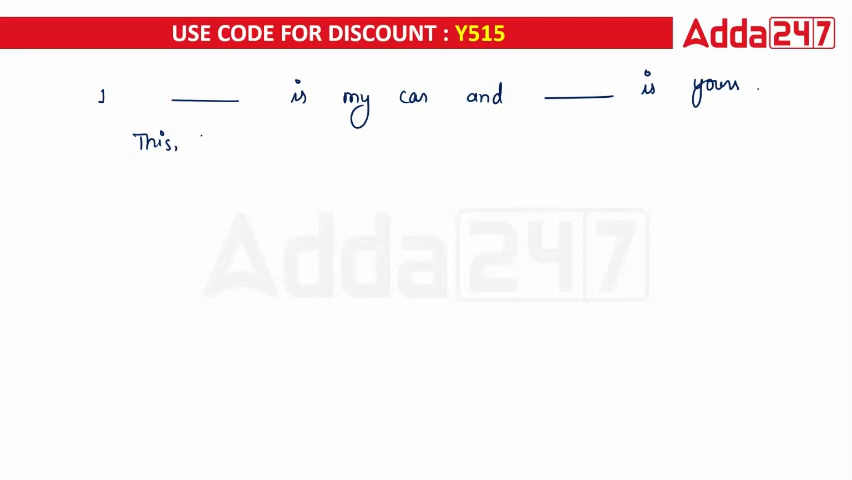 USE CODE FOR DISCOUNT : Y515
Adda247
1 ____ is my car and ____ is yours.
This,
Adda247